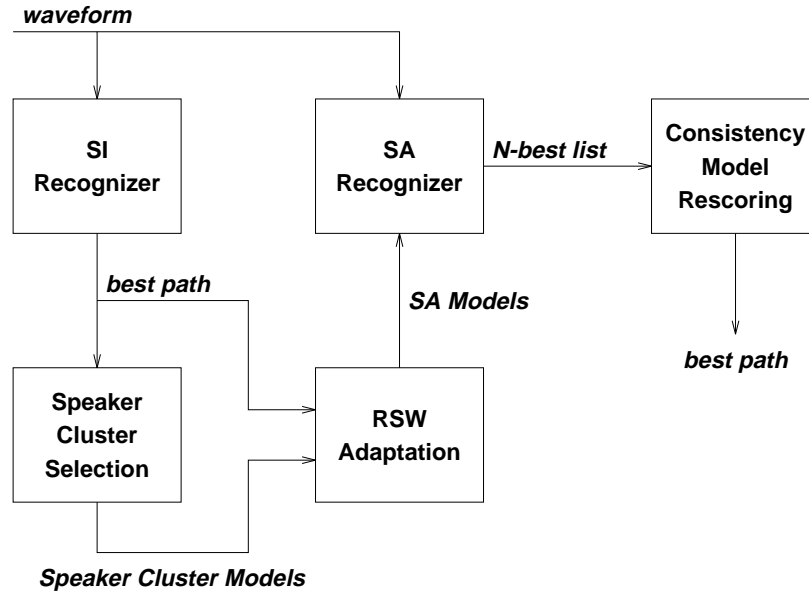 waveform
SI
Recognizer
SA
Recognizer
N-best list
Consistency
Model
Rescoring
best path
SA Models
best path
Speaker
Cluster
Selection
RSW
Adaptation
Speaker Cluster Models